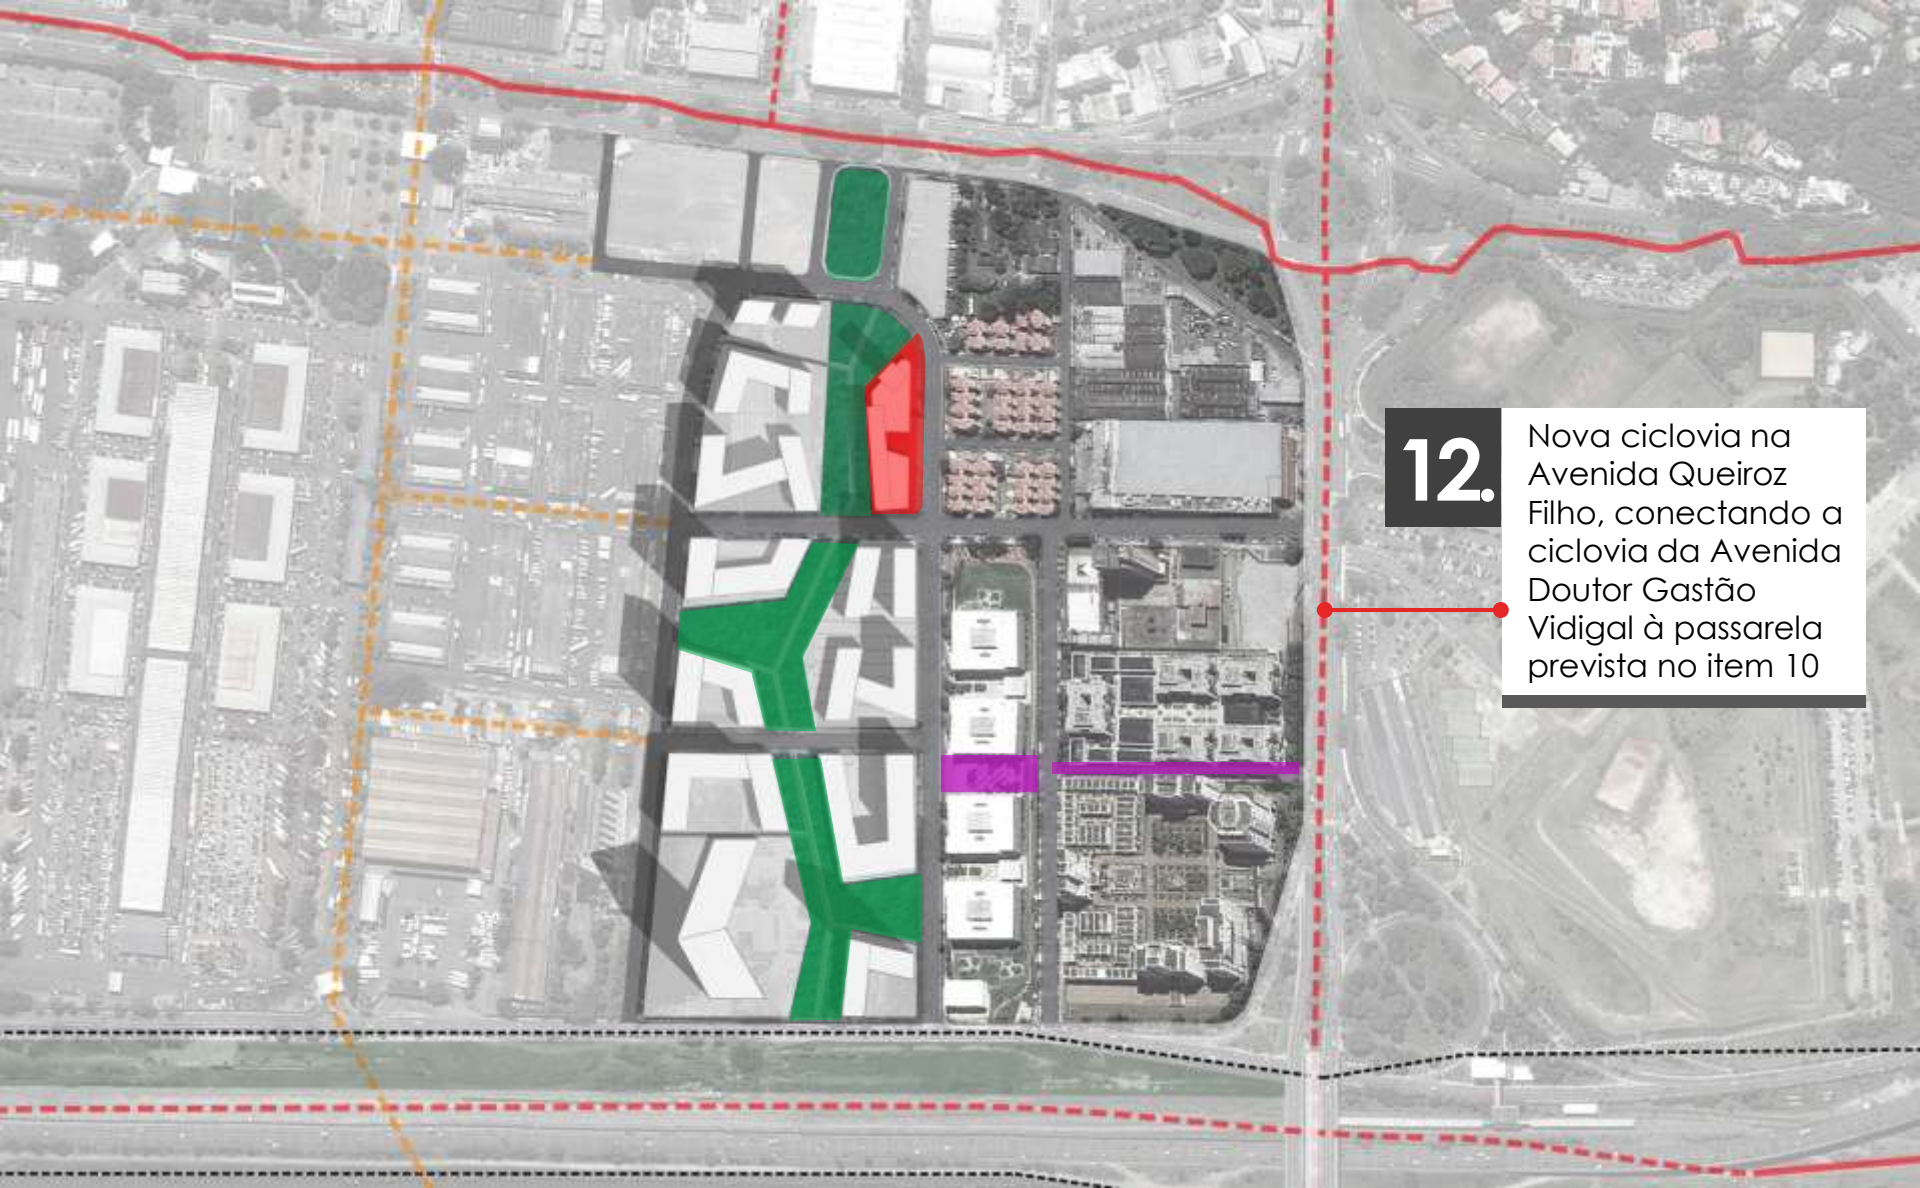 12.
Nova ciclovia na
Avenida Queiroz
Filho, conectando a
ciclovia da Avenida
Doutor Gastão
Vidigal à passarela
prevista no item 10